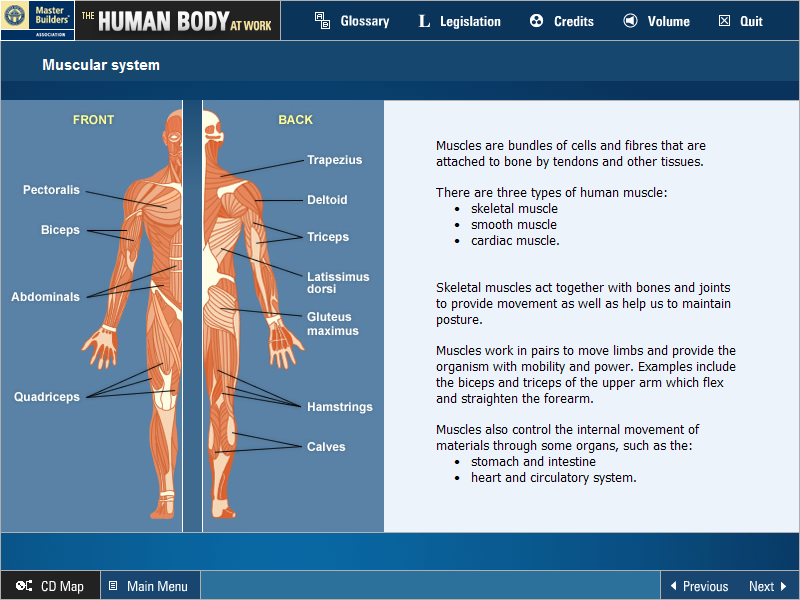 Master
Builders'
ASSOCIATION
THE HUMAN BODY AT WORK
Glossary
L Legislation
Credits
Volume
Quit
Muscular system
FRONT
BACK
Pectoralis
Biceps
Abdominals
Quadriceps
Trapezius
Deltoid
Triceps
Latissimus
dorsi
Gluteus
maximus
Hamstrings
Calves
Muscles are bundles of cells and fibres that are
attached to bone by tendons and other tissues.
There are three types of human muscle:
• skeletal muscle
• smooth muscle
• cardiac muscle.
Skeletal muscles act together with bones and joints
to provide movement as well as help us to maintain
posture.
Muscles work in pairs to move limbs and provide the
organism with mobility and power. Examples include
the biceps and triceps of the upper arm which flex
and straighten the forearm.
Muscles also control the internal movement of
materials through some organs, such as the:
• stomach and intestine
• heart and circulatory system.
CD Map
Main Menu
Previous
Next